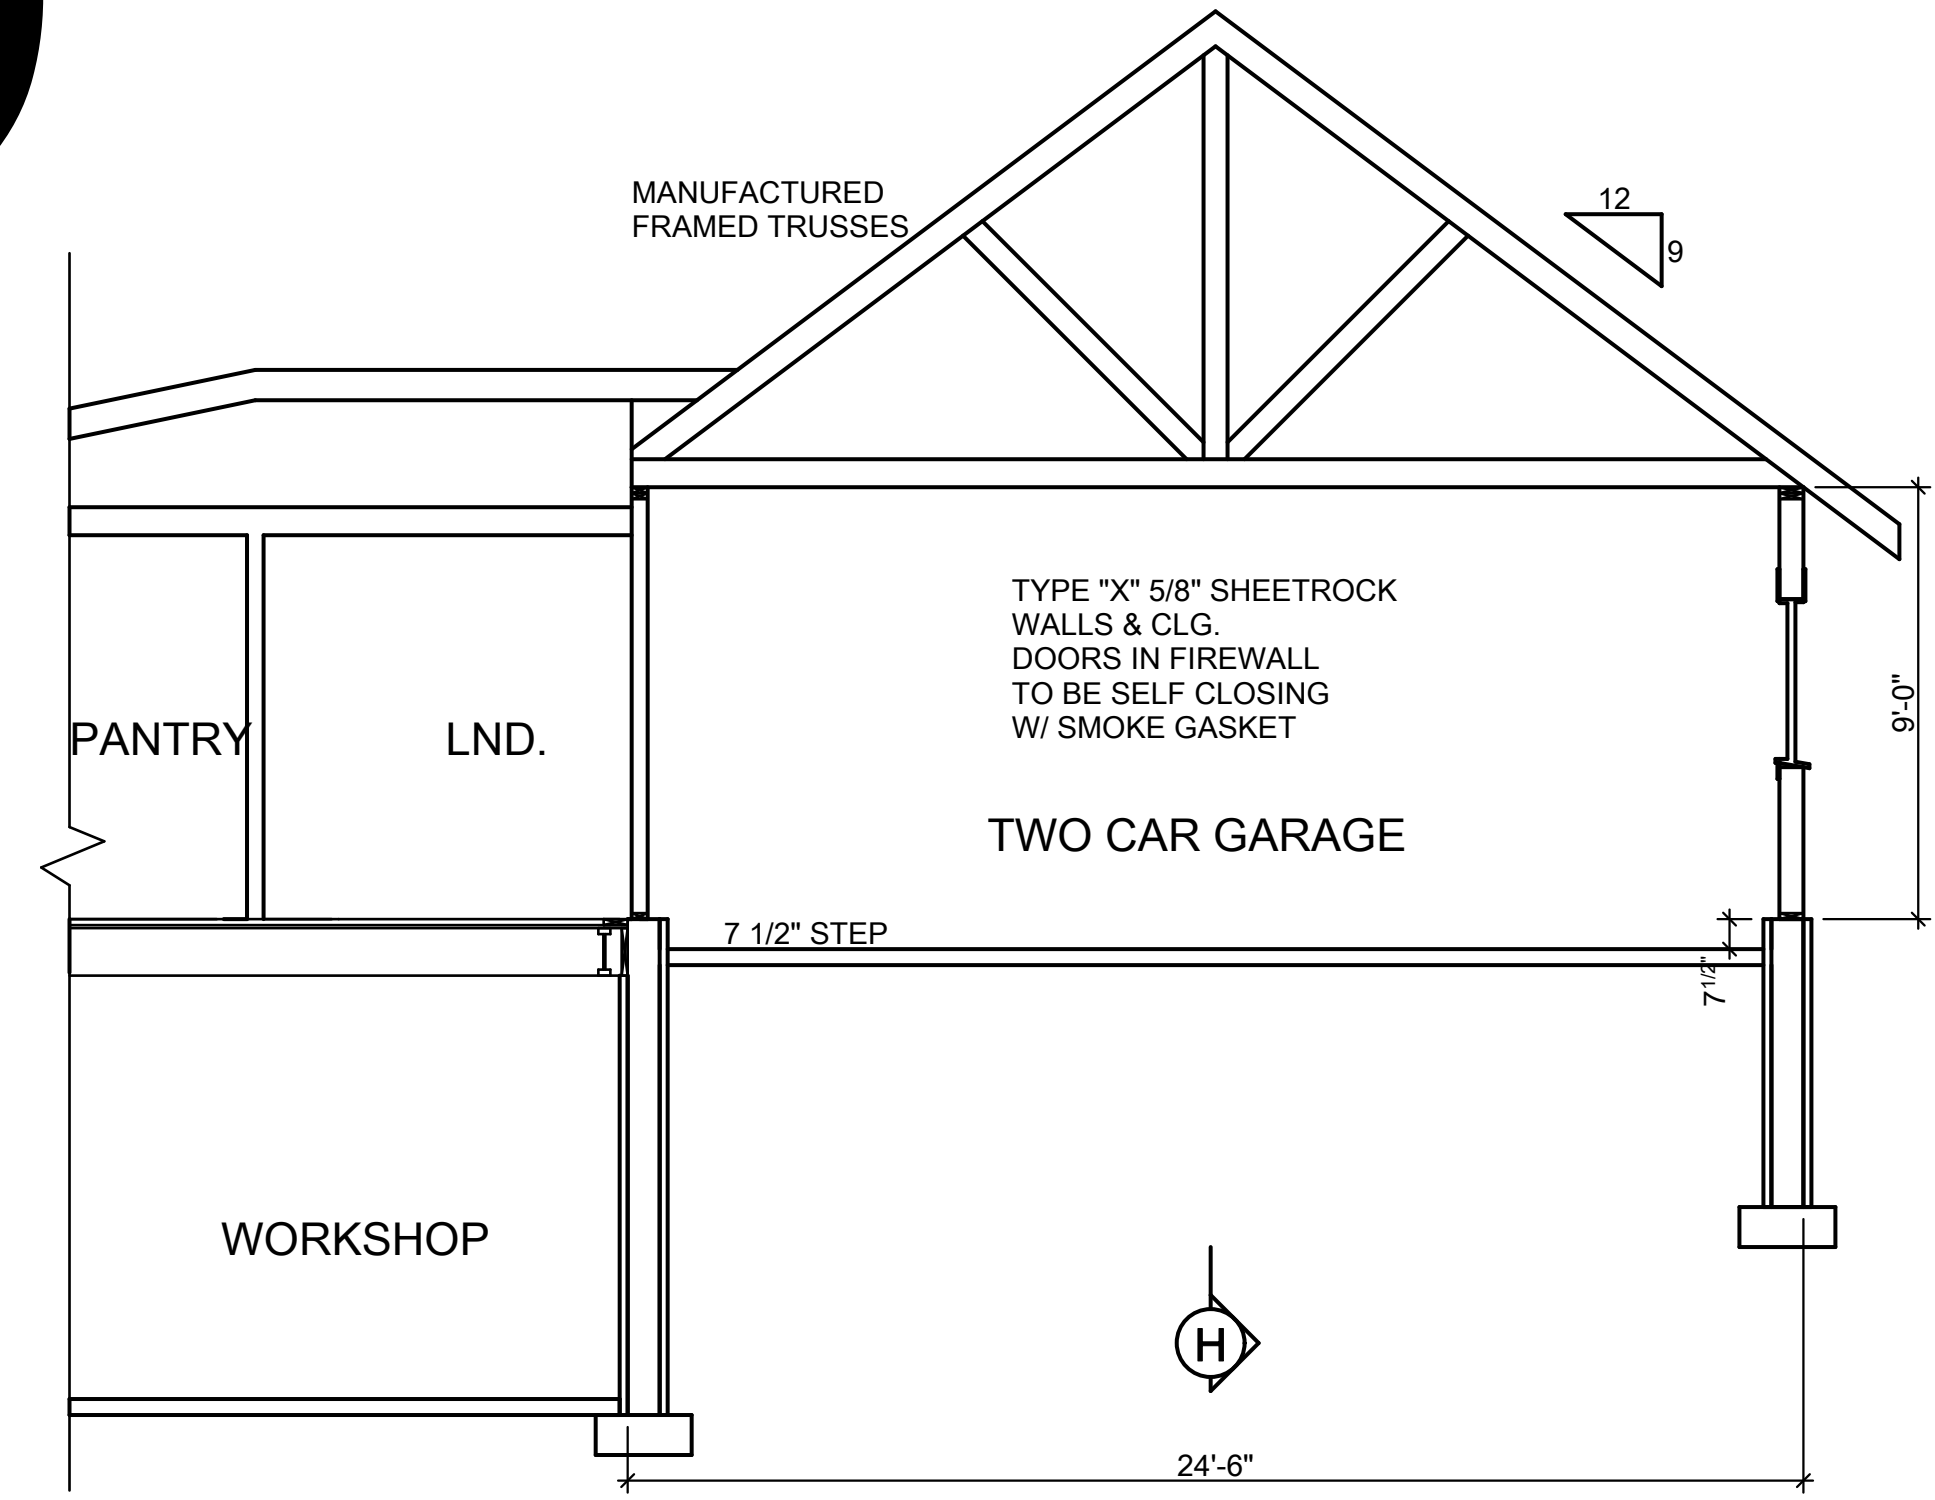 MANUFACTURED
FRAMED TRUSSES
12
9
TYPE "X" 5/8" SHEETROCK
WALLS & CLG.
DOORS IN FIREWALL
TO BE SELF CLOSING
W/ SMOKE GASKET
9'-0"
PANTRY
LND.
TWO CAR GARAGE
7 1/2" STEP
7 1/2"
WORKSHOP
H
24'-6"